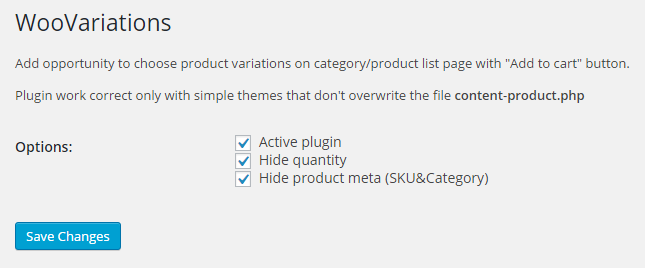 WooVariations
Add opportunity to choose product variations on category/product list page with "Add to cart" button.
Plugin work correct only with simple themes that don't overwrite the file content-product.php
Options:
Active plugin
Hide quantity
Hide product meta (SKU&Category)
Save Changes